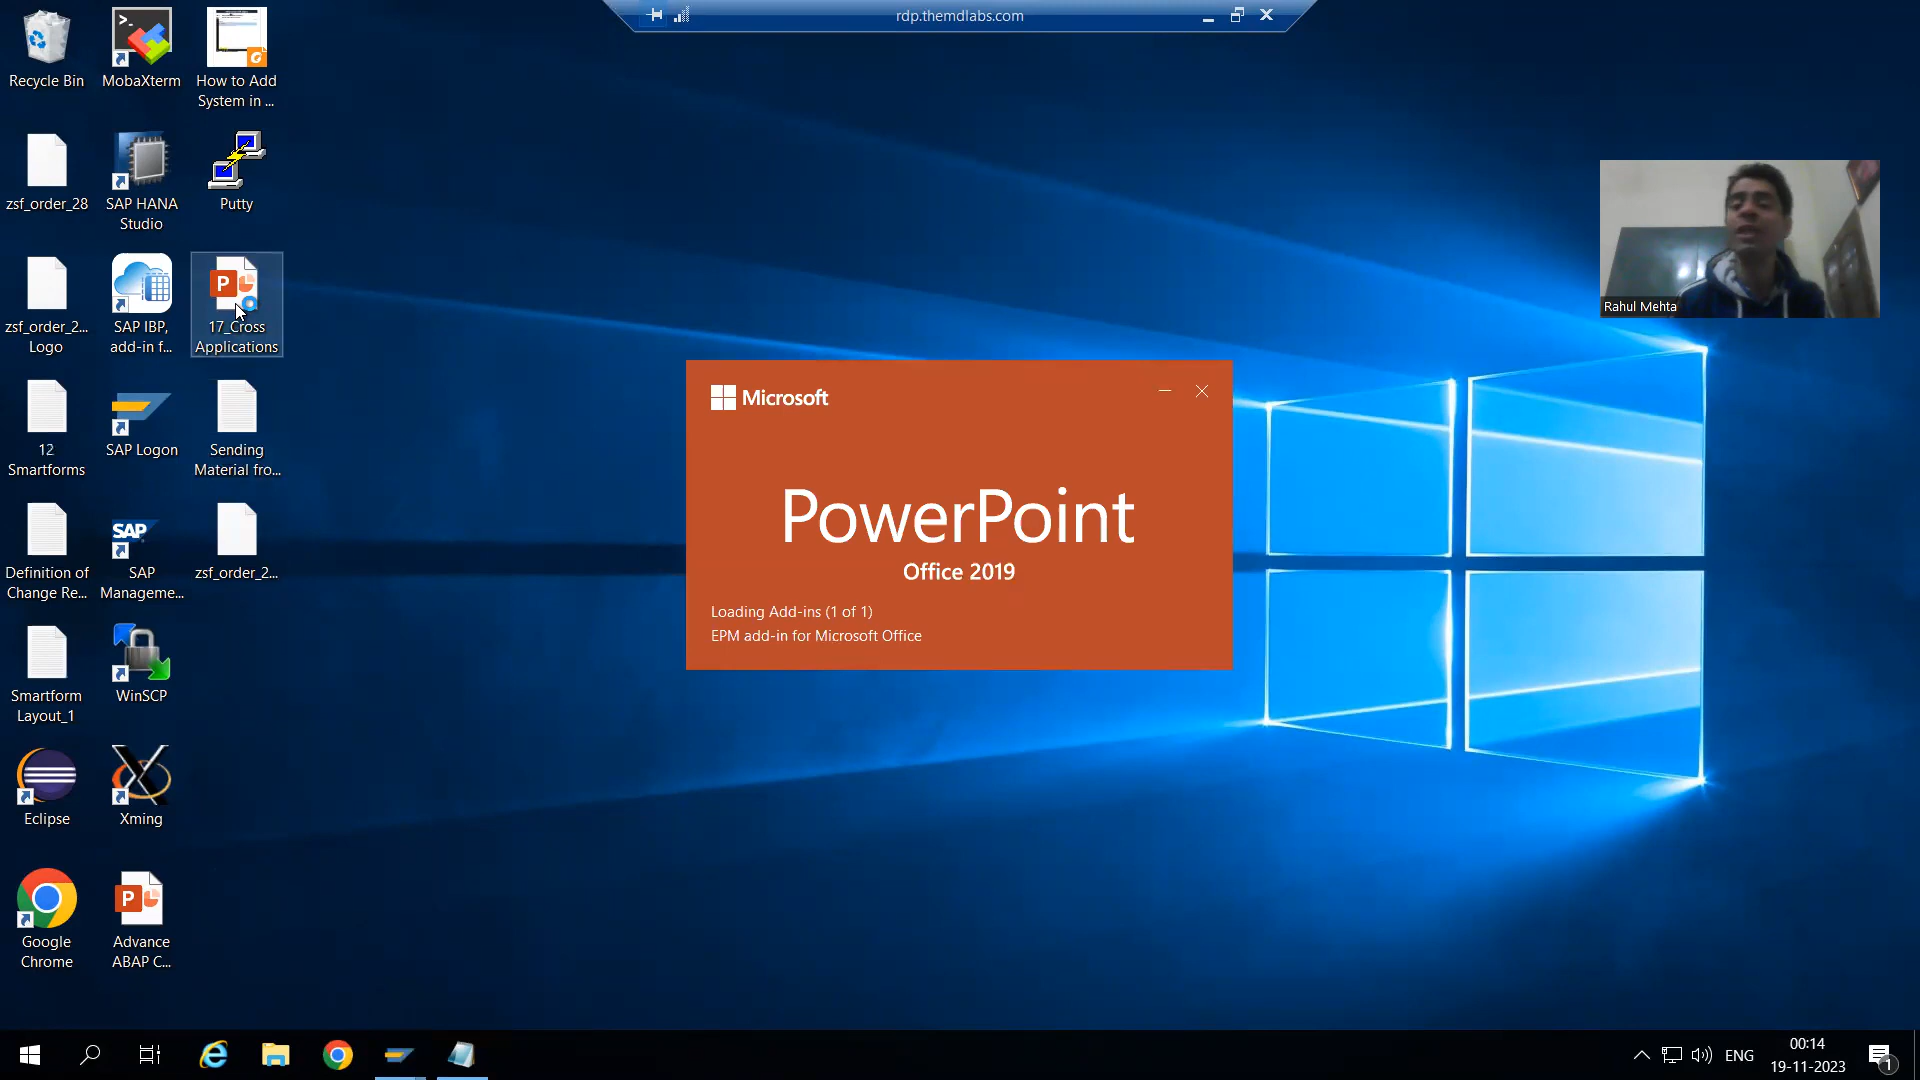 rdp.themdlabs.com
Recycle Bin
MobaXterm
How to Add
System in ...
zsf_order_28
SAP HANA
Studio
Putty
zsf_order_2...
Logo
SAP IBP,
add-in f...
17_Cross
Applications
12
Smartforms
SAP Logon
Sending
Material fro...
Definition of
Change Re...
SAP
SAP
Manageme...
zsf_order_2...
Smartform
Layout_1
WinSCP
Eclipse
Xming
Google
Chrome
Advance
ABAP C...
Rahul Mehta
Microsoft
PowerPoint
Office 2019
Loading Add-ins (1 of 1)
EPM add-in for Microsoft Office
ENG
00:14
19-11-2023
1